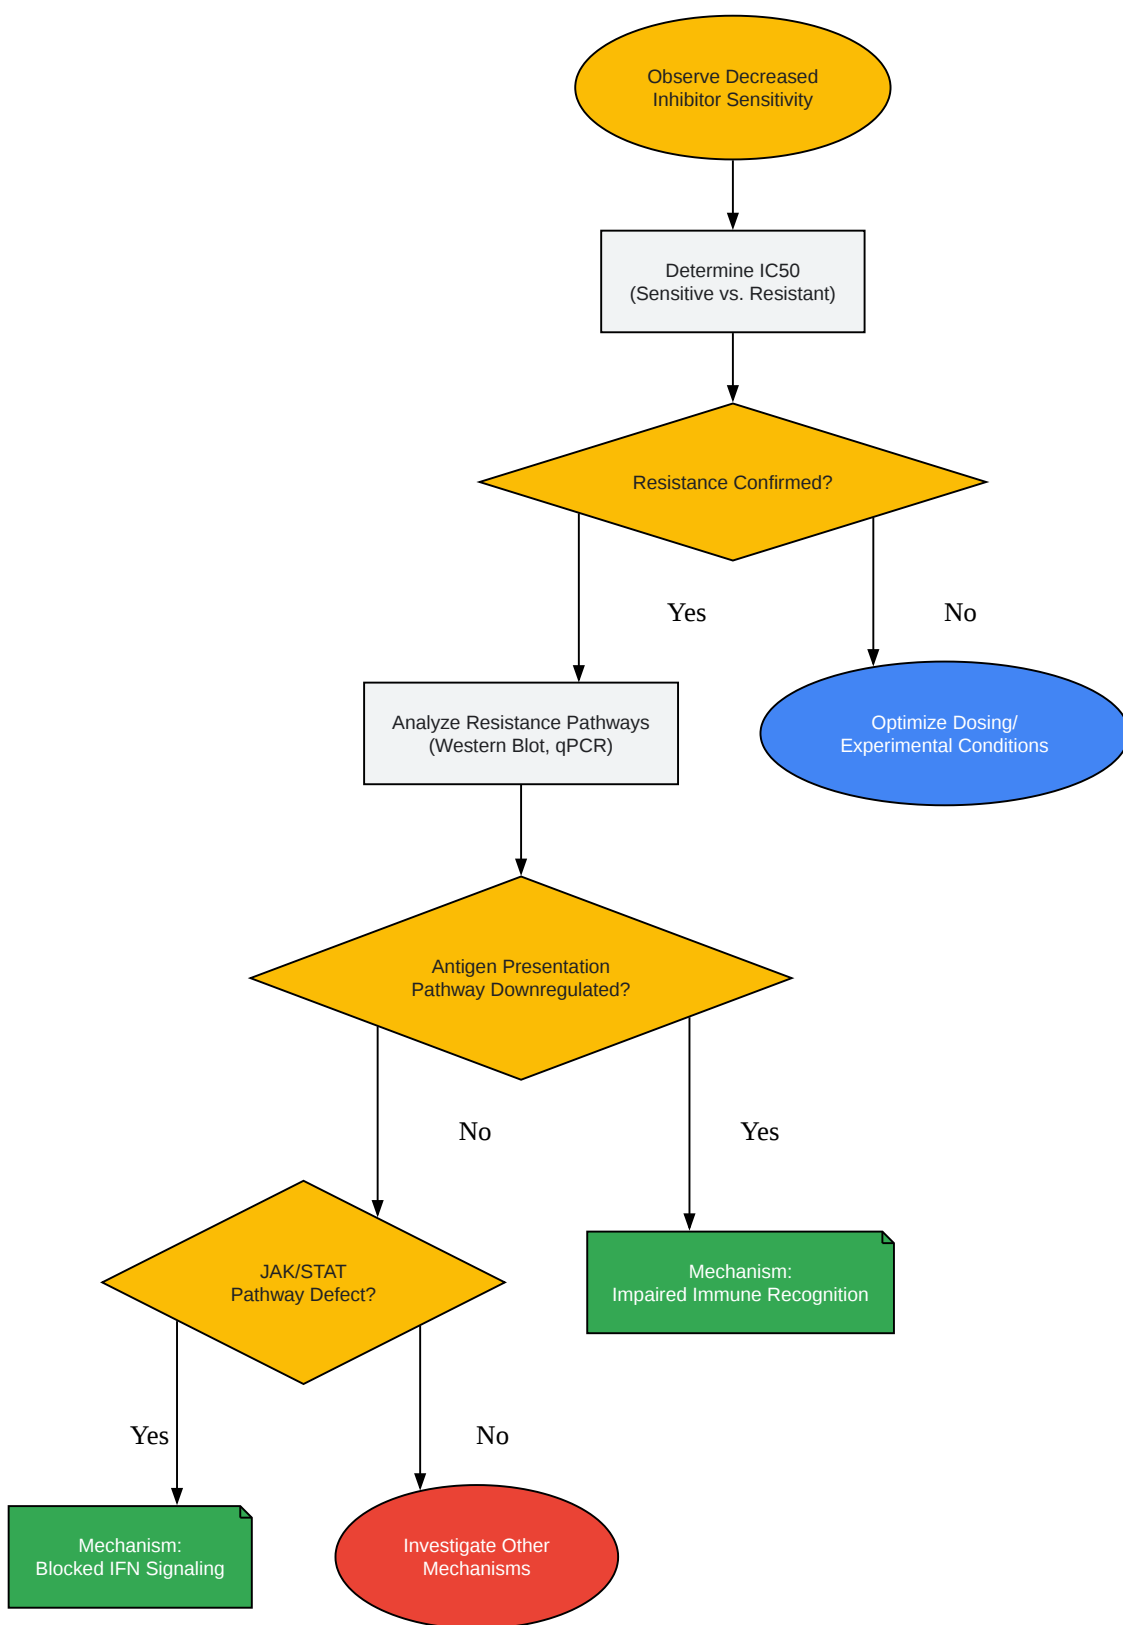 Observe Decreased
Inhibitor Sensitivity
Determine IC50
(Sensitive vs. Resistant)
Resistance Confirmed?
Yes
No
Analyze Resistance Pathways
(Western Blot, qPCR)
Optimize Dosing/
Experimental Conditions
Antigen Presentation
Pathway Downregulated?
No
Yes
JAK/STAT
Pathway Defect?
Mechanism:
Impaired Immune Recognition
Yes
No
Mechanism:
Blocked IFN Signaling
Investigate Other
Mechanisms